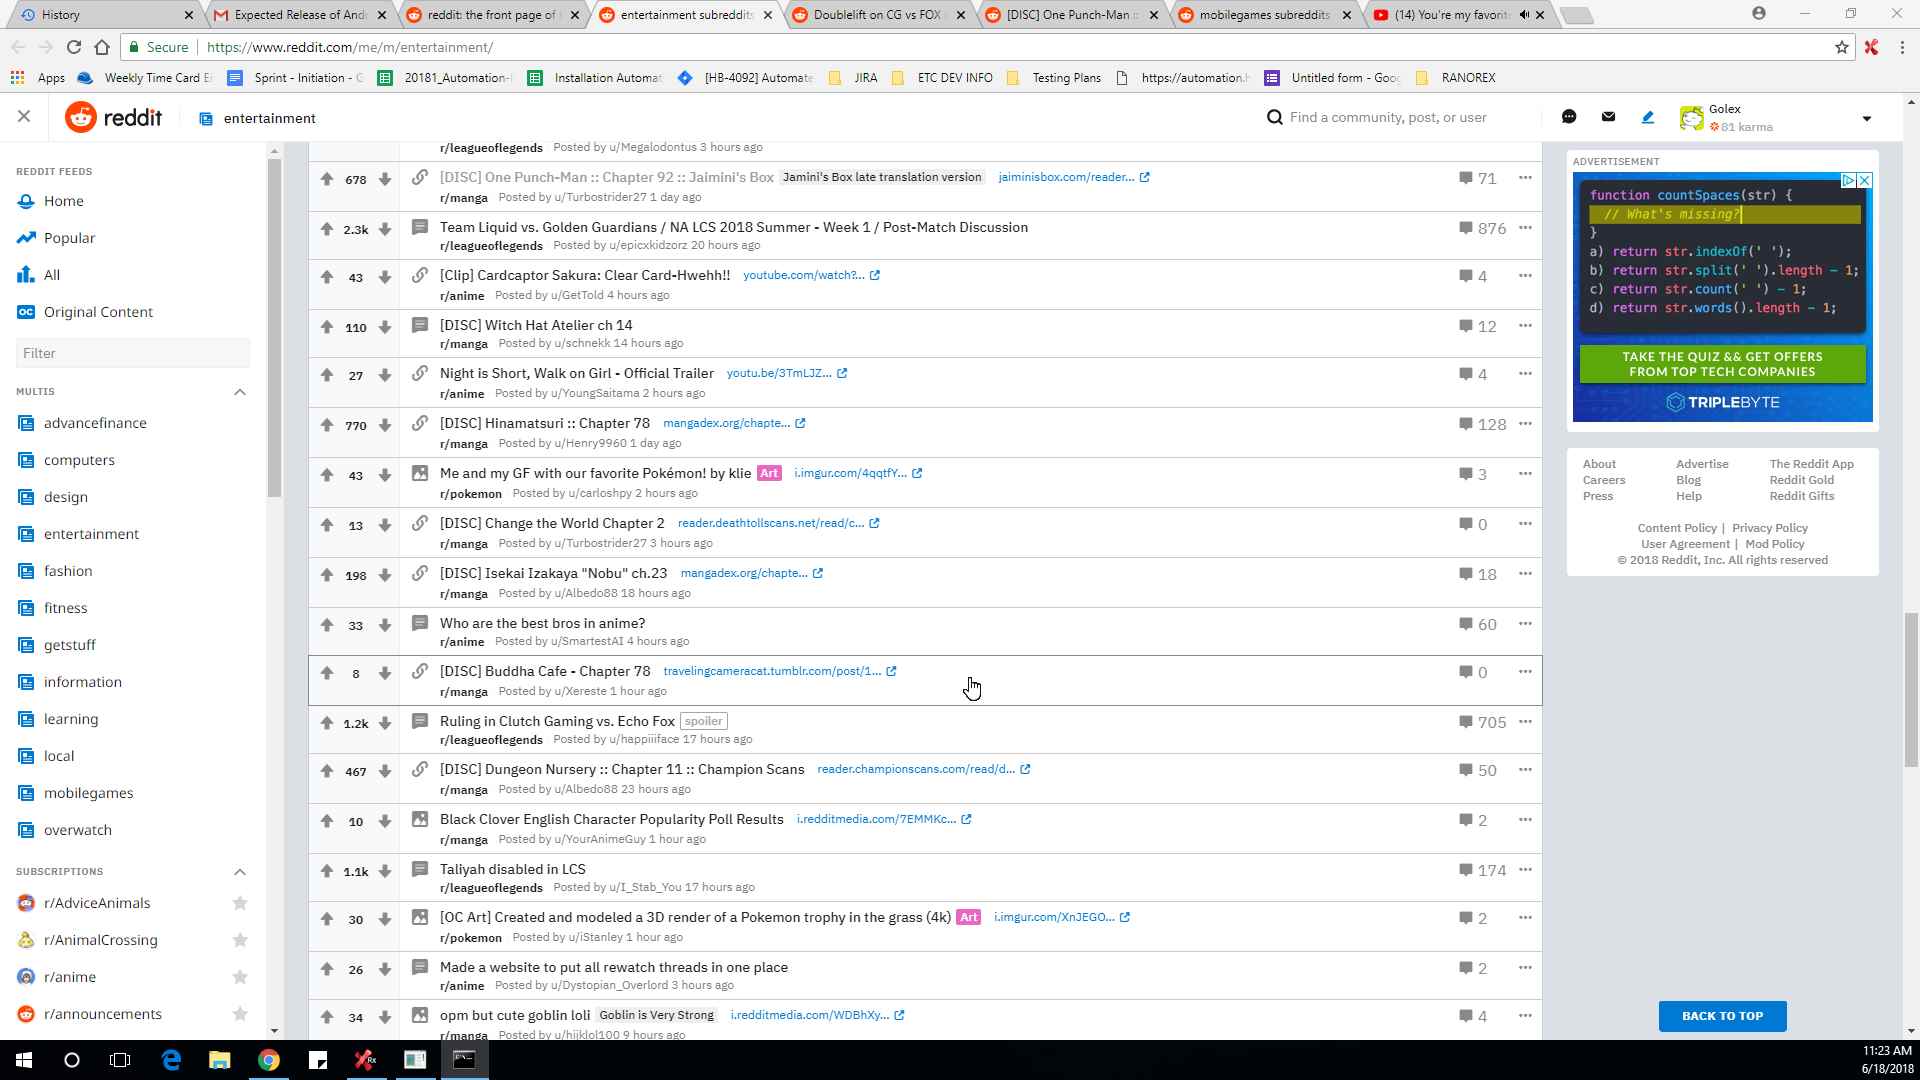 History
Expected Release of And
reddit: the front page of
entertainment subreddits
Doublelift on CG vs FOX
[DISC] One Punch-Man ::
mobilegames subreddits
(14) You're my favorit
Secure
https://www.reddit.com/me/m/entertainment/
Apps
Weekly Time Card E
Sprint - Initiation - G
20181_Automation-
Installation Automat
[HB-4092] Automate
JIRA
ETC DEV INFO
Testing Plans
https://automation.h
Untitled form - Goo
RANOREX
reddit
entertainment
Find a community, post, or user
Golex
81 karma
REDDIT FEEDS
Home
Popular
All
OC Original Content
Filter
MULTIS
advancefinance
computers
design
entertainment
fashion
fitness
getstuff
information
learning
local
mobilegames
overwatch
SUBSCRIPTIONS
r/AdviceAnimals
r/AnimalCrossing
r/anime
r/announcements
r/leagueoflegends Posted by u/Megalodontus 3 hours ago
678 [DISC] One Punch-Man :: Chapter 92 :: Jaimini's Box Jamini's Box late translation version jaiminisbox.com/reader... 71
r/manga Posted by u/Turbostrider27 1 day ago
2.3k Team Liquid vs. Golden Guardians / NA LCS 2018 Summer - Week 1 / Post-Match Discussion 876
r/leagueoflegends Posted by u/epicxkidzorz 20 hours ago
43 [Clip] Cardcaptor Sakura: Clear Card-Hwehh!! youtube.com/watch?... 4
r/anime Posted by u/GetTold 4 hours ago
110 [DISC] Witch Hat Atelier ch 14 12
r/manga Posted by u/schnekk 14 hours ago
27 Night is Short, Walk on Girl - Official Trailer youtu.be/3TmLJZ... 4
r/anime Posted by u/YoungSaitama 2 hours ago
770 [DISC] Hinamatsuri :: Chapter 78 mangadex.org/chapte... 128
r/manga Posted by u/Henry9960 1 day ago
43 Me and my GF with our favorite Pokémon! by klie Art i.imgur.com/4qqtfY... 3
r/pokemon Posted by u/carloshpy 2 hours ago
13 [DISC] Change the World Chapter 2 reader.deathtollscans.net/read/c... 0
r/manga Posted by u/Turbostrider27 3 hours ago
198 [DISC] Isekai Izakaya "Nobu" ch.23 mangadex.org/chapte... 18
r/manga Posted by u/Albedo88 18 hours ago
33 Who are the best bros in anime? 60
r/anime Posted by u/SmartestAI 4 hours ago
8 [DISC] Buddha Cafe - Chapter 78 travelingcameracat.tumblr.com/post/1... 0
r/manga Posted by u/Xereste 1 hour ago
1.2k Ruling in Clutch Gaming vs. Echo Fox spoiler 705
r/leagueoflegends Posted by u/happiiiface 17 hours ago
467 [DISC] Dungeon Nursery :: Chapter 11 :: Champion Scans reader.championscans.com/read/d... 50
r/manga Posted by u/Albedo88 23 hours ago
10 Black Clover English Character Popularity Poll Results i.redditmedia.com/7EMMKc... 2
r/manga Posted by u/YourAnimeGuy 1 hour ago
1.1k Taliyah disabled in LCS 174
r/leagueoflegends Posted by u/I_Stab_You 17 hours ago
30 [OC Art] Created and modeled a 3D render of a Pokemon trophy in the grass (4k) Art i.imgur.com/XnJEGO... 2
r/pokemon Posted by u/iStanley 1 hour ago
26 Made a website to put all rewatch threads in one place 2
r/anime Posted by u/Dystopian_Overlord 3 hours ago
34 opm but cute goblin loli Goblin is Very Strong i.redditmedia.com/WDBhXy... 4
r/manga Posted by u/hijklol100 9 hours ago
ADVERTISEMENT
function countSpaces(str) {
// What's missing?
}
a) return str.indexOf(' ');
b) return str.split(' ').length - 1;
c) return str.count(' ') - 1;
d) return str.words().length - 1;
TAKE THE QUIZ && GET OFFERS
FROM TOP TECH COMPANIES
TRIPLEBYTE
About Advertise The Reddit App
Careers Blog Reddit Gold
Press Help Reddit Gifts
Content Policy | Privacy Policy
User Agreement | Mod Policy
© 2018 Reddit, Inc. All rights reserved
BACK TO TOP
11:23 AM
6/18/2018